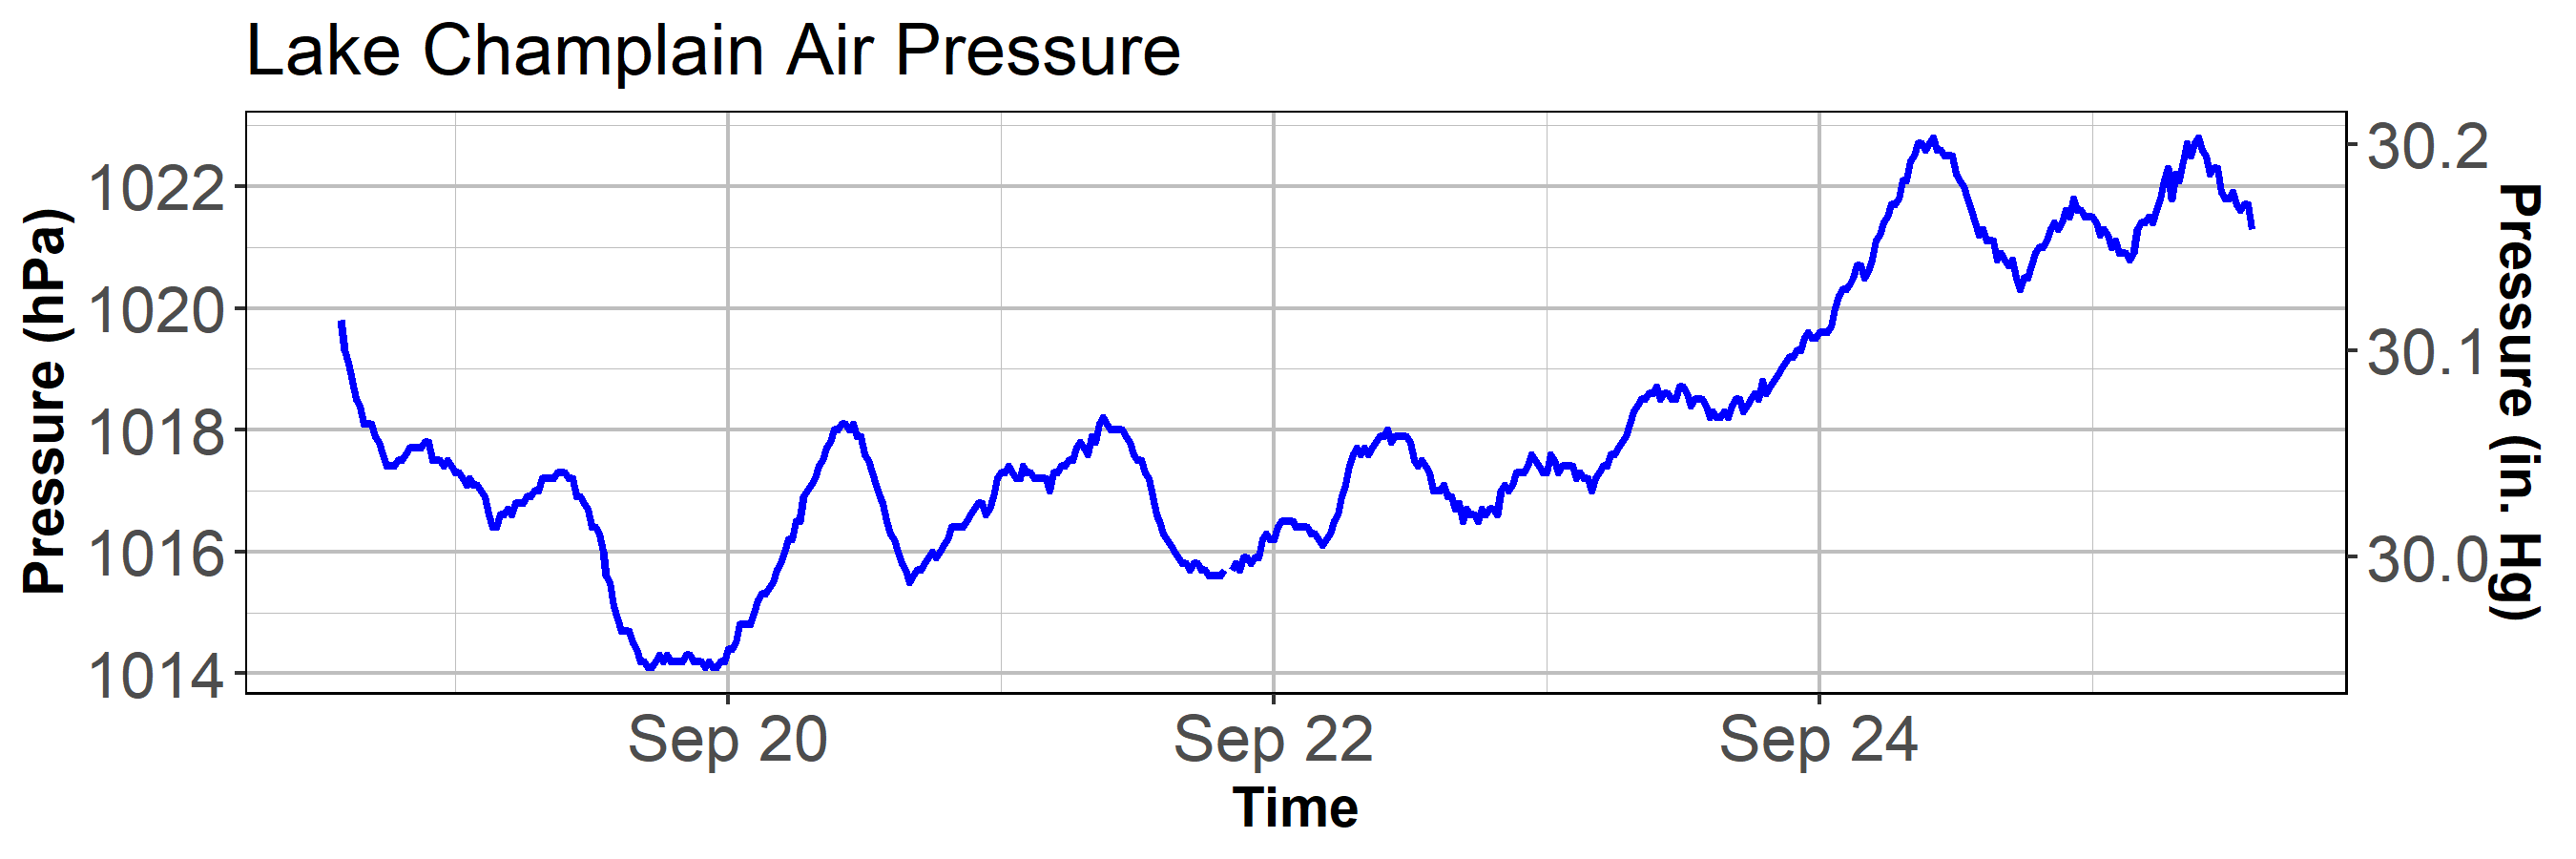 Lake Champlain Air Pressure
Pressure (hPa)
1022
1020
1018
1016
1014
30.2
30.1
30.0
Pressure (in. Hg)
Sep 20
Sep 22
Sep 24
Time